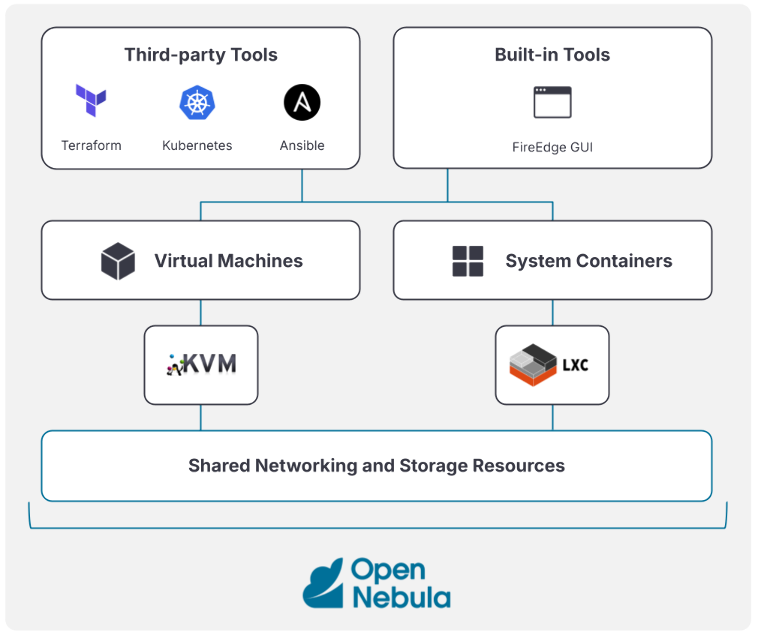 Third-party Tools
Built-in Tools
Terraform
Kubernetes
Ansible
FireEdge GUI
Virtual Machines
System Containers
KVM
LXC
Shared Networking and Storage Resources
Open
Nebula